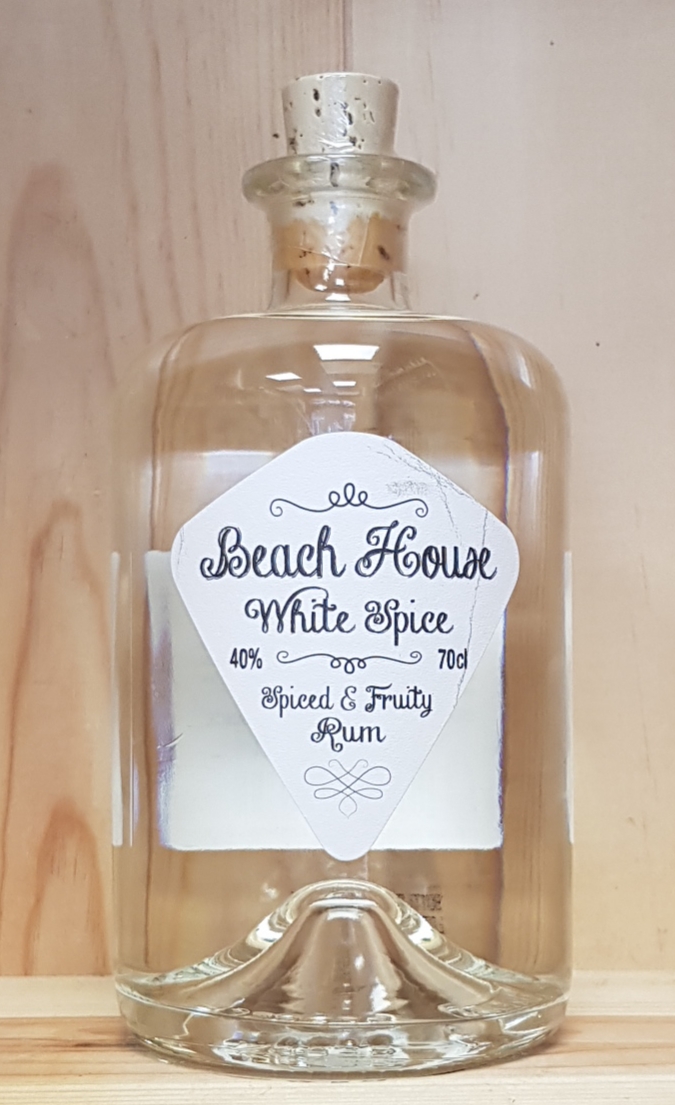 Beach House
White Spice
40% 70cl
Spiced & Fruity
Rum